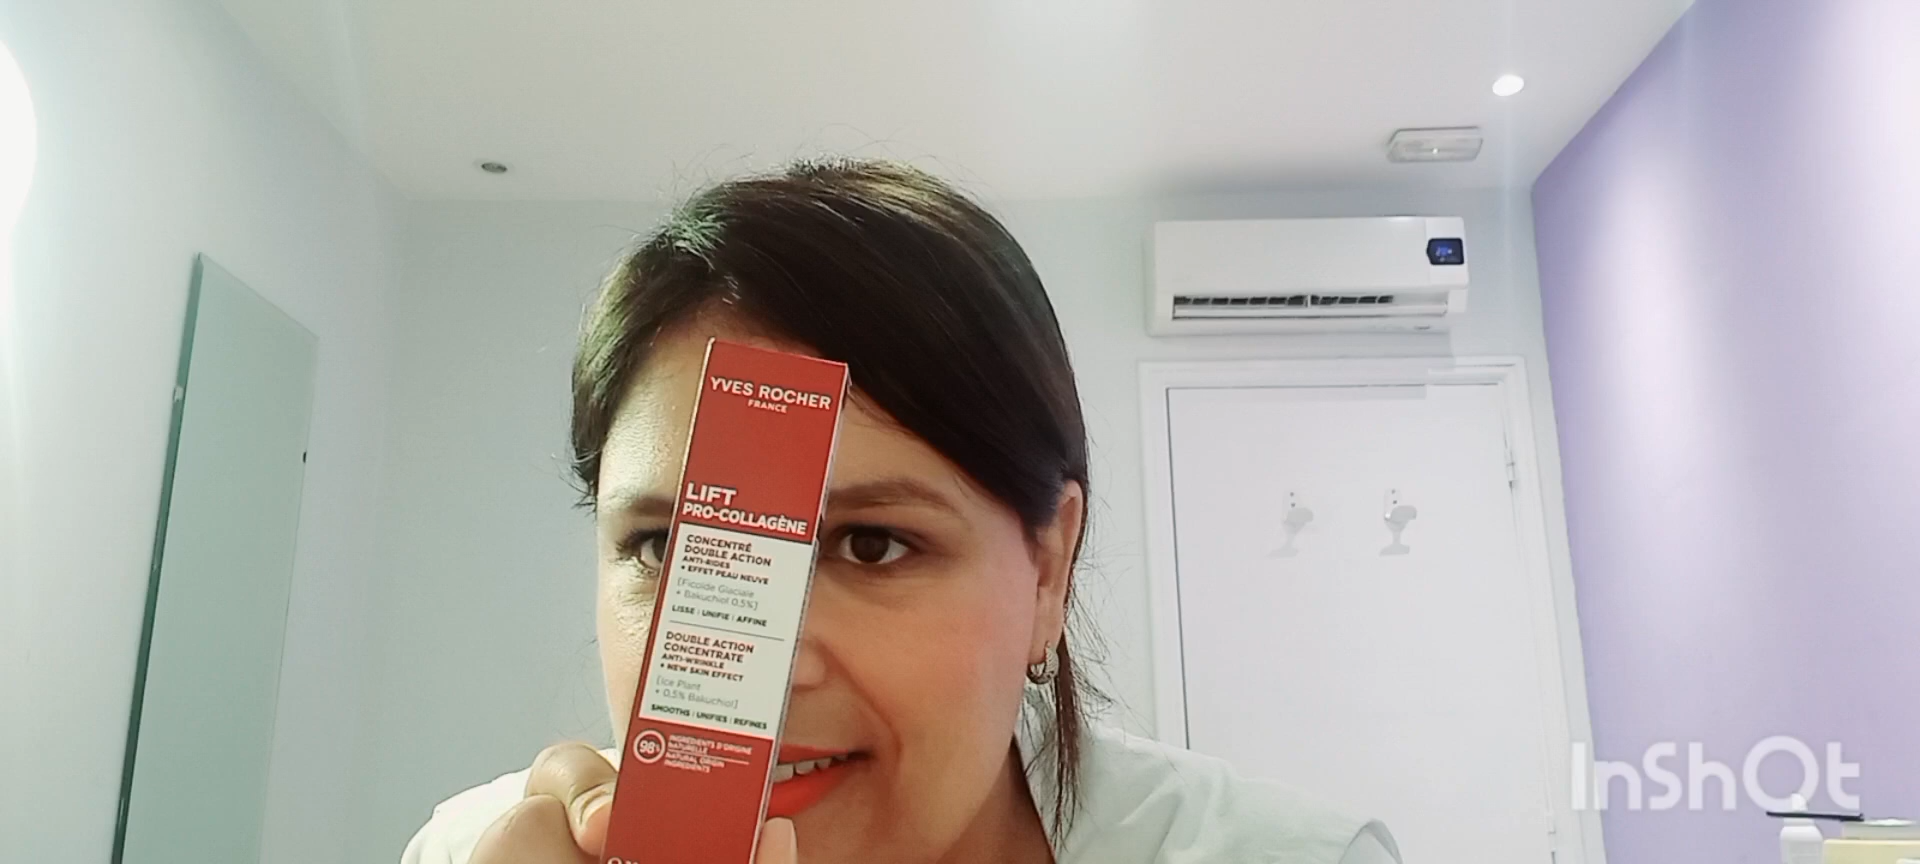 YVES ROCHER
FRANCE
LIFT
PRO-COLLAGÈNE
CONCENTRÉ
DOUBLE ACTION
ANTI-RIDES
+ EFFET PEAU NEUVE
[Ficoïde Glaciale
+ Bakuchiol 0,5%]
LISSE | UNIFIE | AFFINE
DOUBLE ACTION
CONCENTRATE
ANTI-WRINKLE
+ NEW SKIN EFFECT
[Ice Plant
+ 0,5% Bakuchiol]
SMOOTHS | UNIFIES | REFINES
98%
INGRÉDIENTS D'ORIGINE
NATURELLE
NATURAL ORIGIN
INGREDIENTS
InShOt